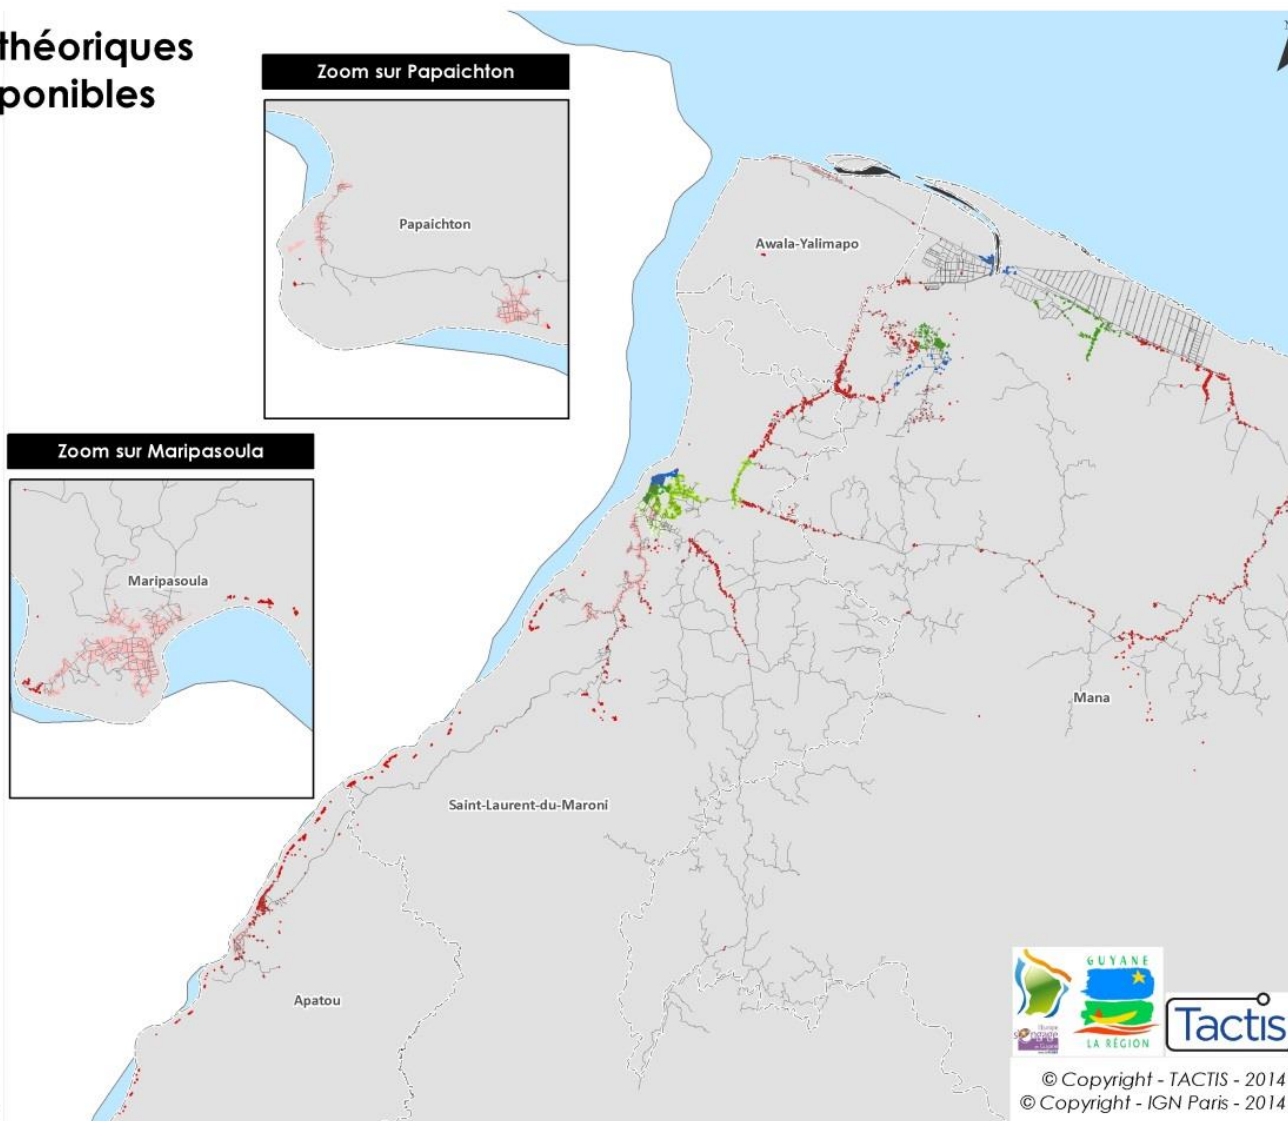 théoriques
ponibles
Zoom sur Papaichton
Papaichton
Awala-Yalimapo
Zoom sur Maripasoula
Maripasoula
Mana
Saint-Laurent-du-Maroni
Apatou
GUYANE
LA RÉGION
Tactis
© Copyright - TACTIS - 2014
© Copyright - IGN Paris - 2014